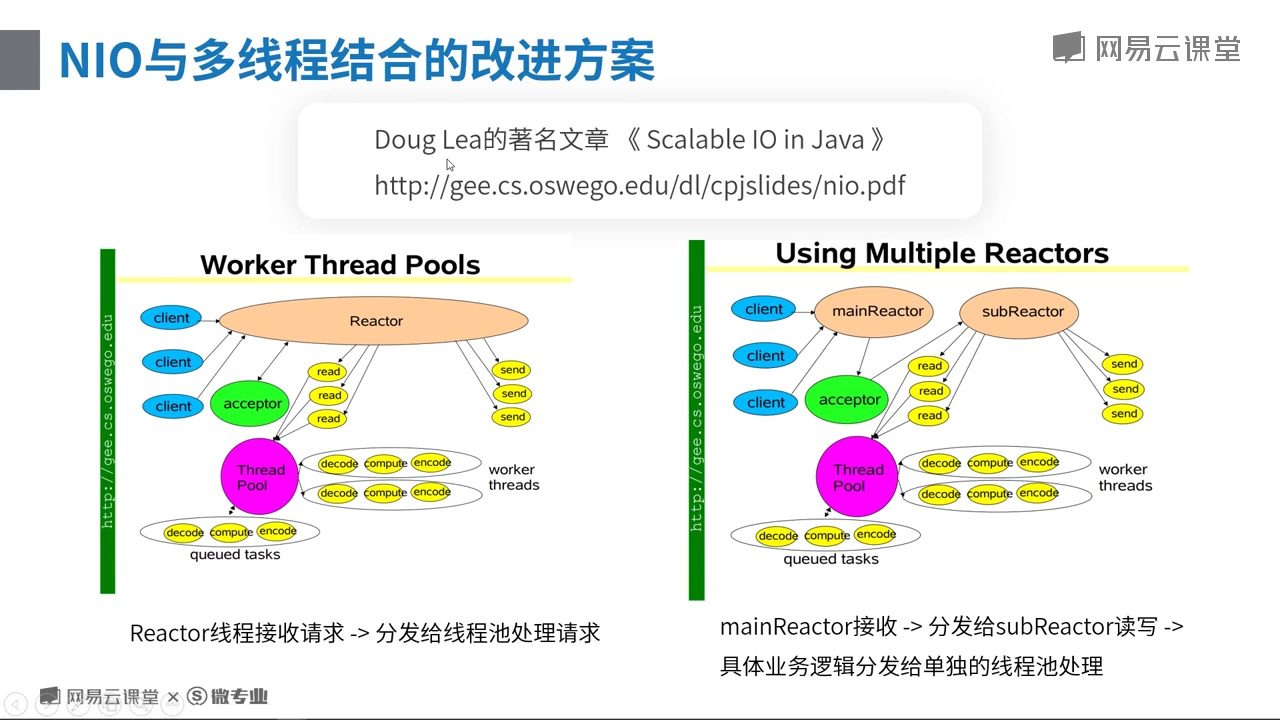 NIO与多线程结合的改进方案
网易云课堂
Doug Lea的著名文章 《 Scalable IO in Java 》
http://gee.cs.oswego.edu/dl/cpjslides/nio.pdf
Worker Thread Pools
http://gee.cs.oswego.edu
client
Reactor
client
read
send
client
acceptor
read
send
read
send
Thread
Pool
decode compute encode
decode compute encode
worker
threads
decode compute encode
queued tasks
Reactor线程接收请求 -> 分发给线程池处理请求
Using Multiple Reactors
http://gee.cs.oswego.edu
client
mainReactor
subReactor
client
read
send
client
acceptor
read
send
read
send
Thread
Pool
decode compute encode
decode compute encode
worker
threads
decode compute encode
queued tasks
mainReactor接收 -> 分发给subReactor读写 ->
具体业务逻辑分发给单独的线程池处理
网易云课堂 × S 微专业